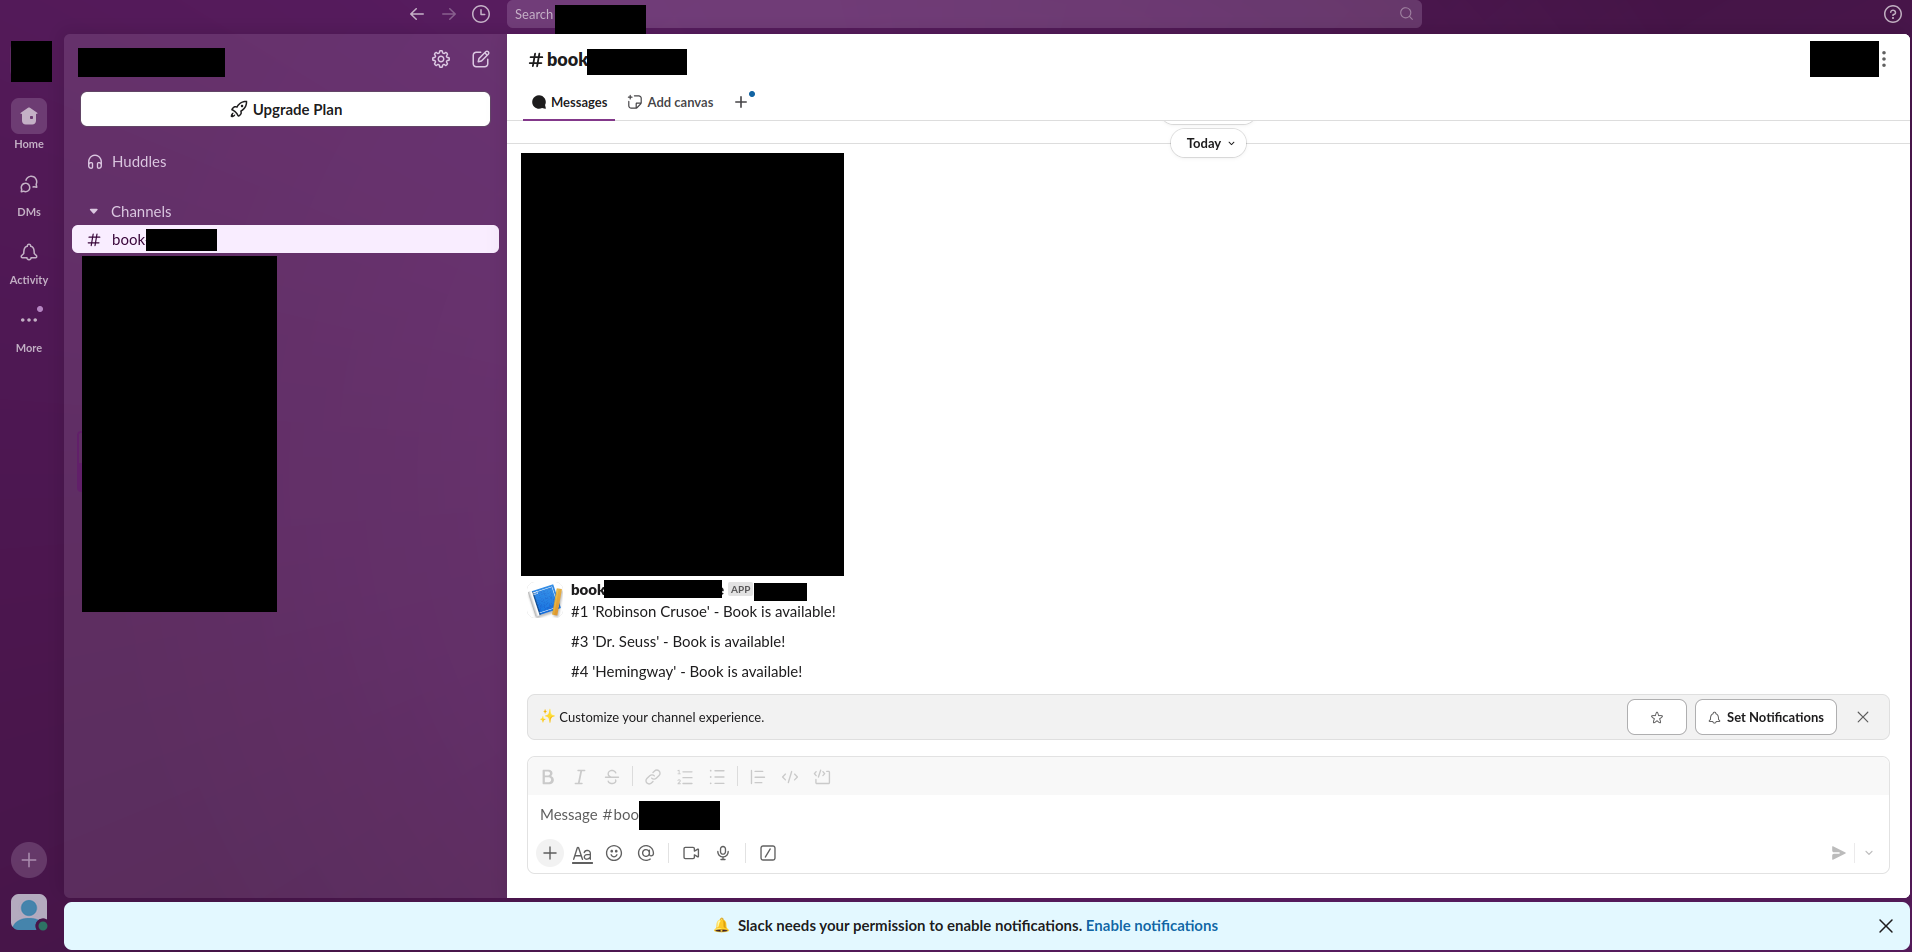 Search
# book
Upgrade Plan
Messages
Add canvas
Home
Today
Huddles
DMs
Channels
# book
Activity
More
book APP
#1 'Robinson Crusoe' - Book is available!
#3 'Dr. Seuss' - Book is available!
#4 'Hemingway' - Book is available!
✨ Customize your channel experience.
Set Notifications
Message #boo
Aa
🔔 Slack needs your permission to enable notifications. Enable notifications